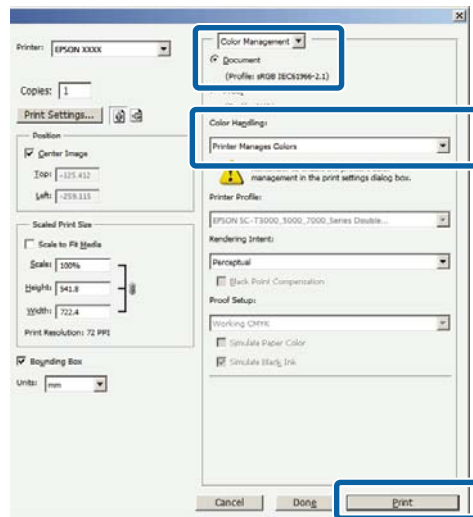 Printer: EPSON XXXX
Copies: 1
Print Settings...
Position
Center Image
Top: -125.412
Left: -259.115
Scaled Print Size
Scale to Fit Media
Scale: 100%
Height: 541.8
Width: 722.4
Print Resolution: 72 PPI
Bounding Box
Units: mm
Color Management
Document
(Profile: sRGB IEC61966-2.1)
Color Handling:
Printer Manages Colors
management in the print settings dialog box.
Printer Profile:
EPSON SC-T3000_5000_7000_Series Double...
Rendering Intent:
Perceptual
Black Point Compensation
Proof Setup:
Working CMYK
Simulate Paper Color
Simulate Black Ink
Cancel
Done
Print